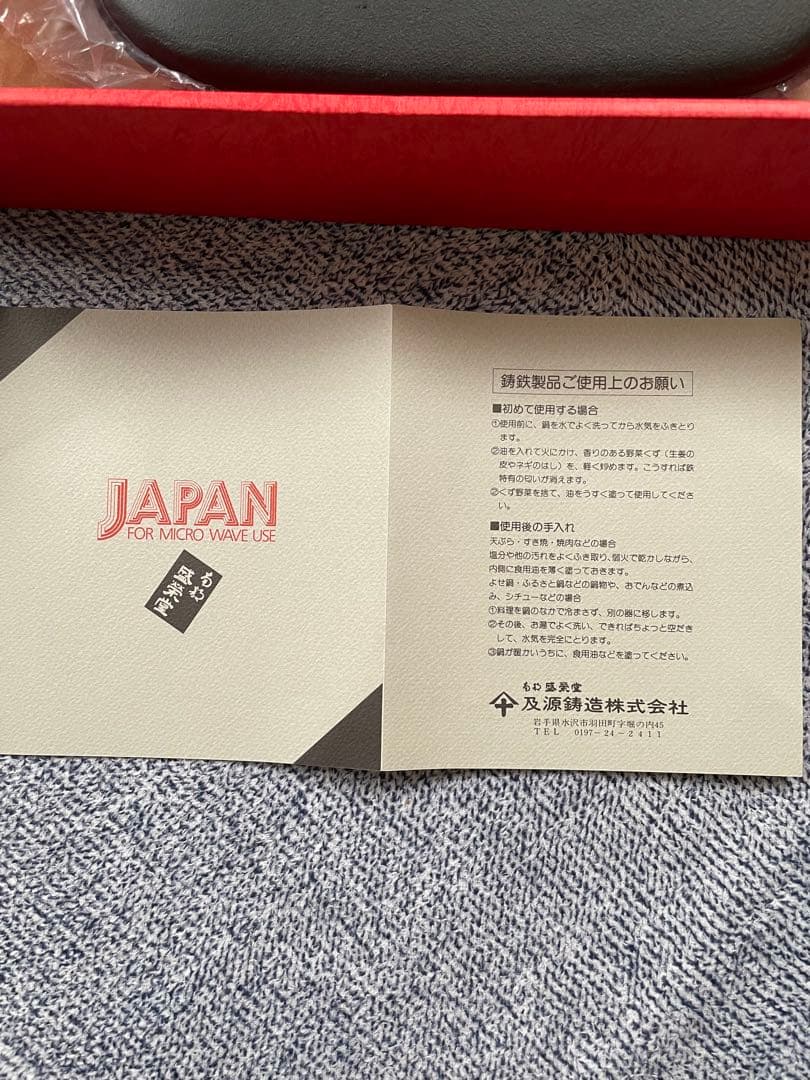 JAPAN
FOR MICRO WAVE USE
盛栄堂
鋳鉄製品ご使用上のお願い
■初めて使用する場合
①使用前に、鍋を水でよく洗ってから水気をふきとり
ます。
②油を入れて火にかけ、香りのある野菜くず（生姜の
皮やネギのはし）を、軽く炒めます。こうすれば鉄
特有の匂いが消えます。
②くず野菜を捨て、油をうすく塗って使用してくださ
い。
■使用後の手入れ
天ぷら・すき焼・焼肉などの場合
塩分や他の汚れをよくふき取り、弱火で乾かしながら、
内側に食用油を薄く塗っておきます。
よせ鍋・ふるさと鍋などの鍋物や、おでんなどの煮込
み、シチューなどの場合
①料理を鍋のなかで冷まさず、別の器に移します。
②その後、お湯でよく洗い、できればちょっと空だき
して、水気を完全にとります。
③鍋が暖かいうちに、食用油などを塗ってください。
盛栄堂
及源鋳造株式会社
岩手県水沢市羽田町字堀の内45
TEL 0197-24-2411